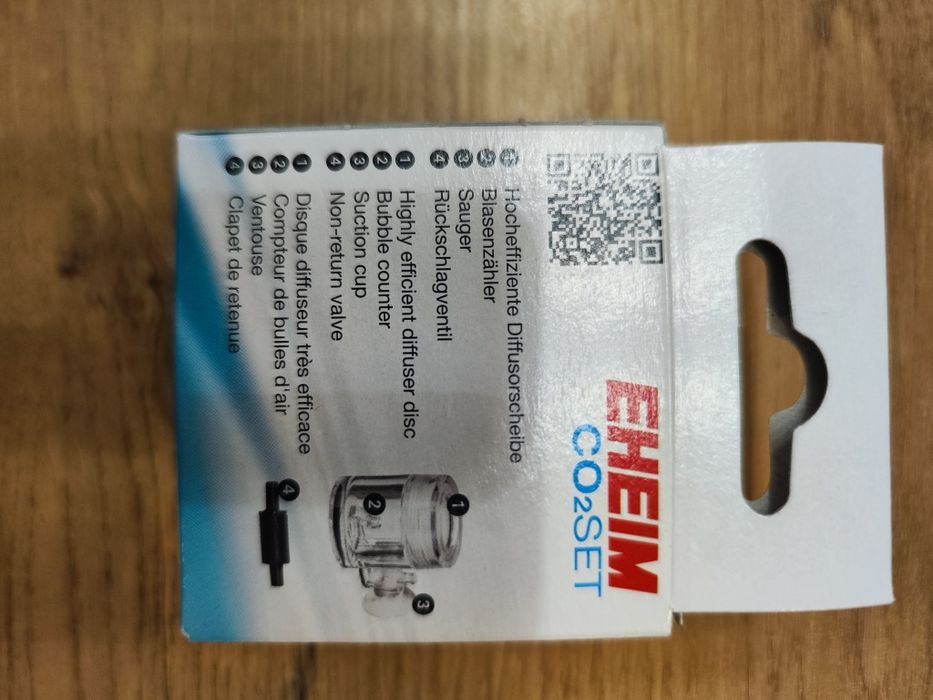 EHEIM
CO2SET
1 Hocheffiziente Diffusorscheibe
2 Blasenzähler
3 Sauger
4 Rückschlagventil
1 Highly efficient diffuser disc
2 Bubble counter
3 Suction cup
4 Non-return valve
1 Disque diffuseur très efficace
2 Compteur de bulles d'air
3 Ventouse
4 Clapet de retenue
1
2
3
4